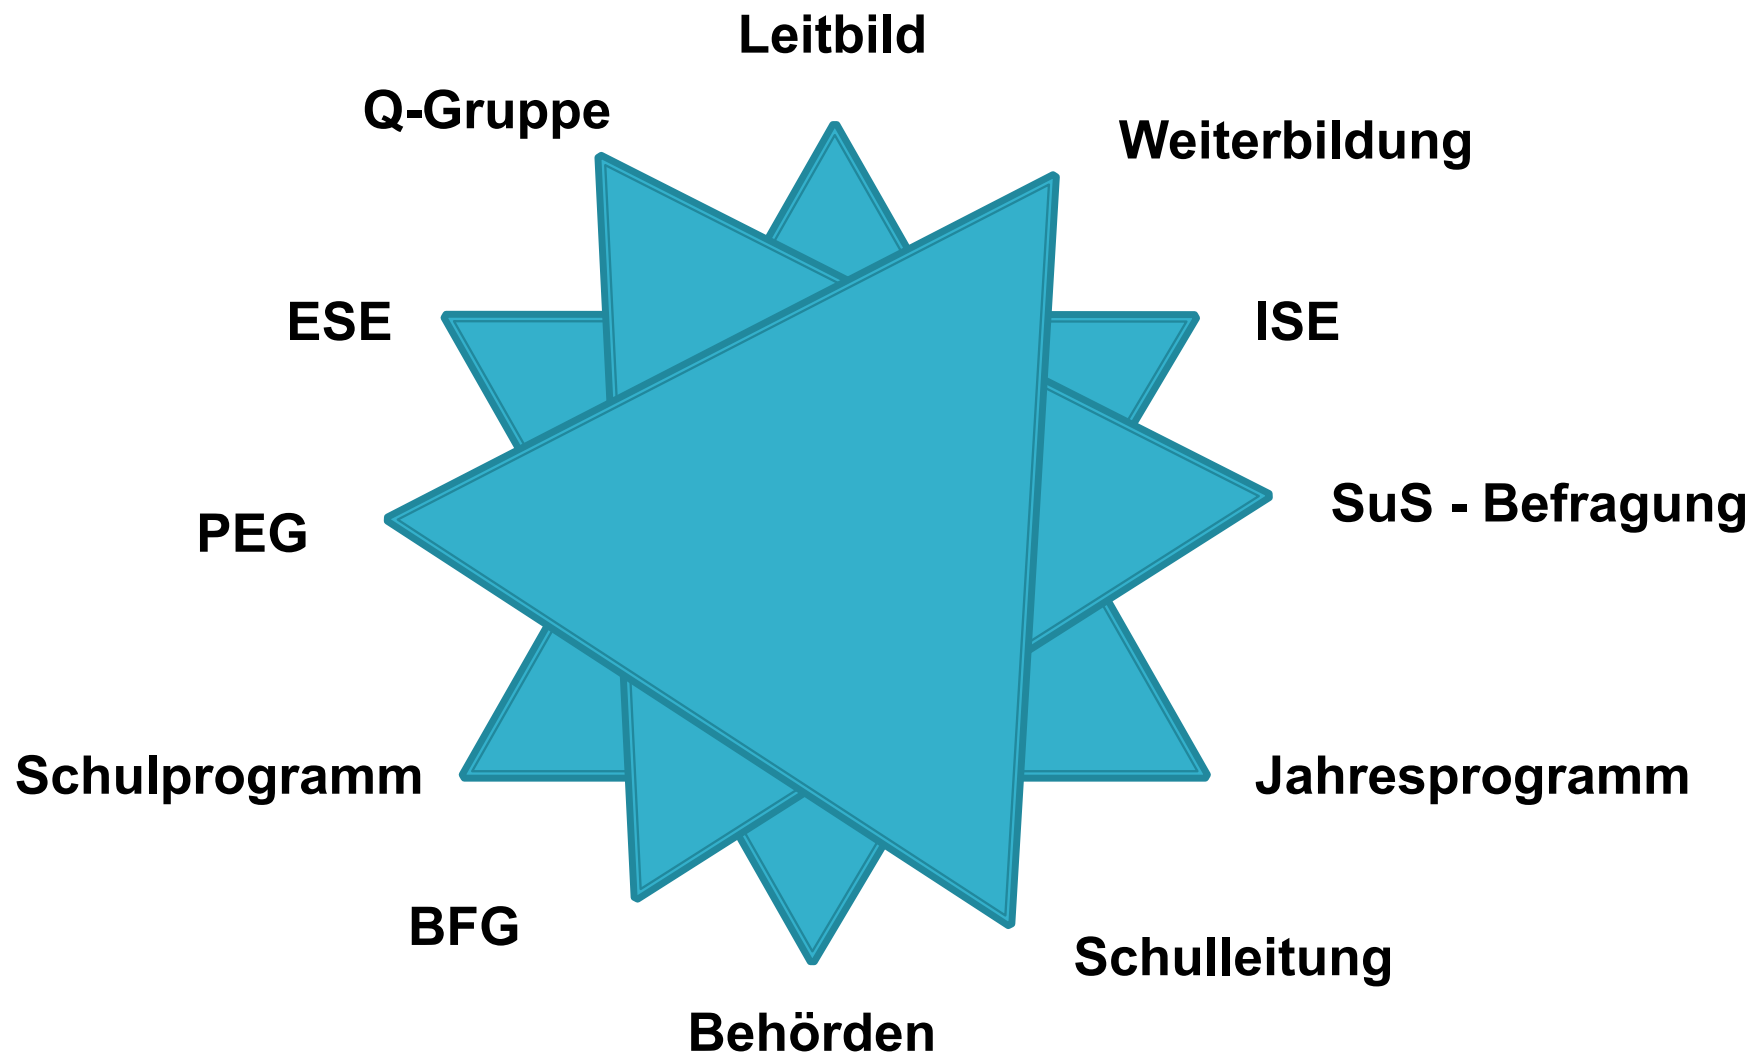 Leitbild
Q-Gruppe
Weiterbildung
ESE
ISE
SuS - Befragung
PEG
Schulprogramm
Jahresprogramm
BFG
Schulleitung
Behörden